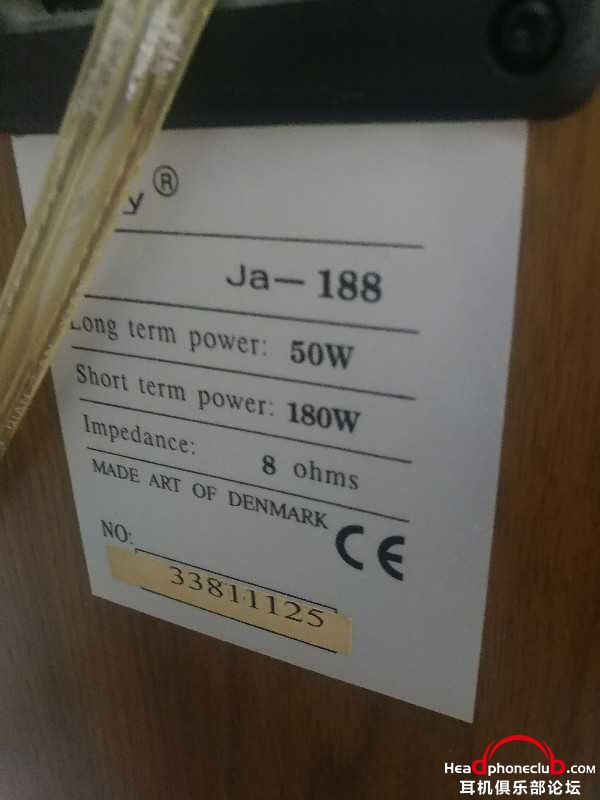 y®
Ja-188
Long term power: 50W
Short term power: 180W
Impedance: 8 ohms
MADE ART OF DENMARK
CE
NO:
33811125
Headphoneclub.com
耳机俱乐部论坛